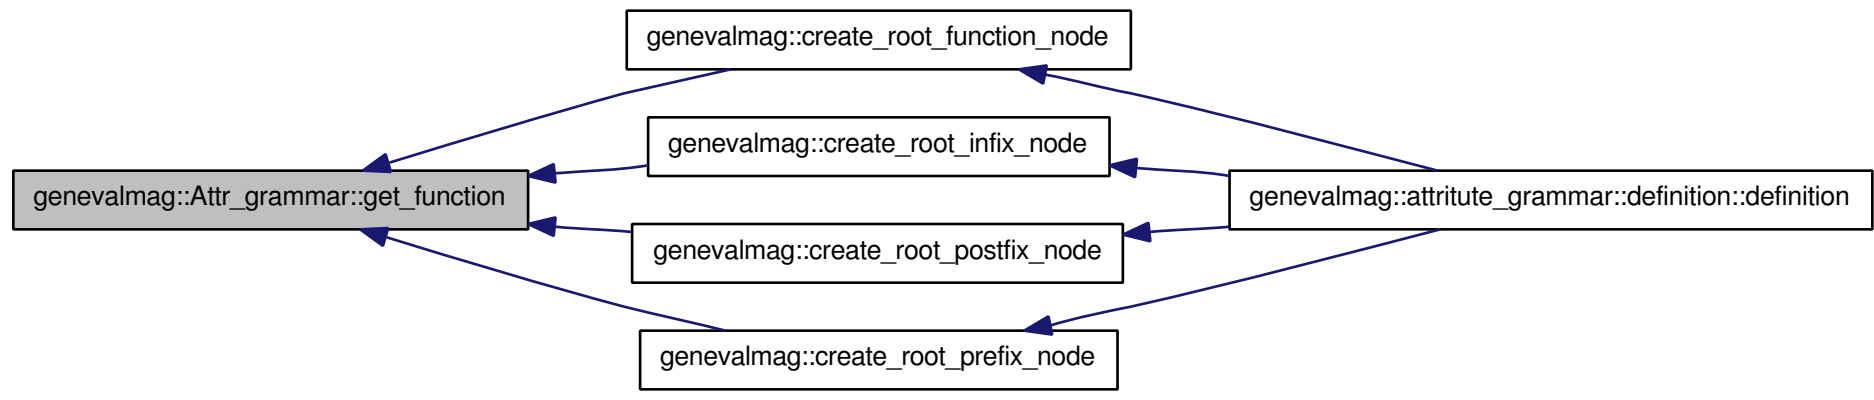 genevalmag::create_root_function_node
genevalmag::create_root_infix_node
genevalmag::Attr_grammar::get_function
genevalmag::attritute_grammar::definition::definition
genevalmag::create_root_postfix_node
genevalmag::create_root_prefix_node